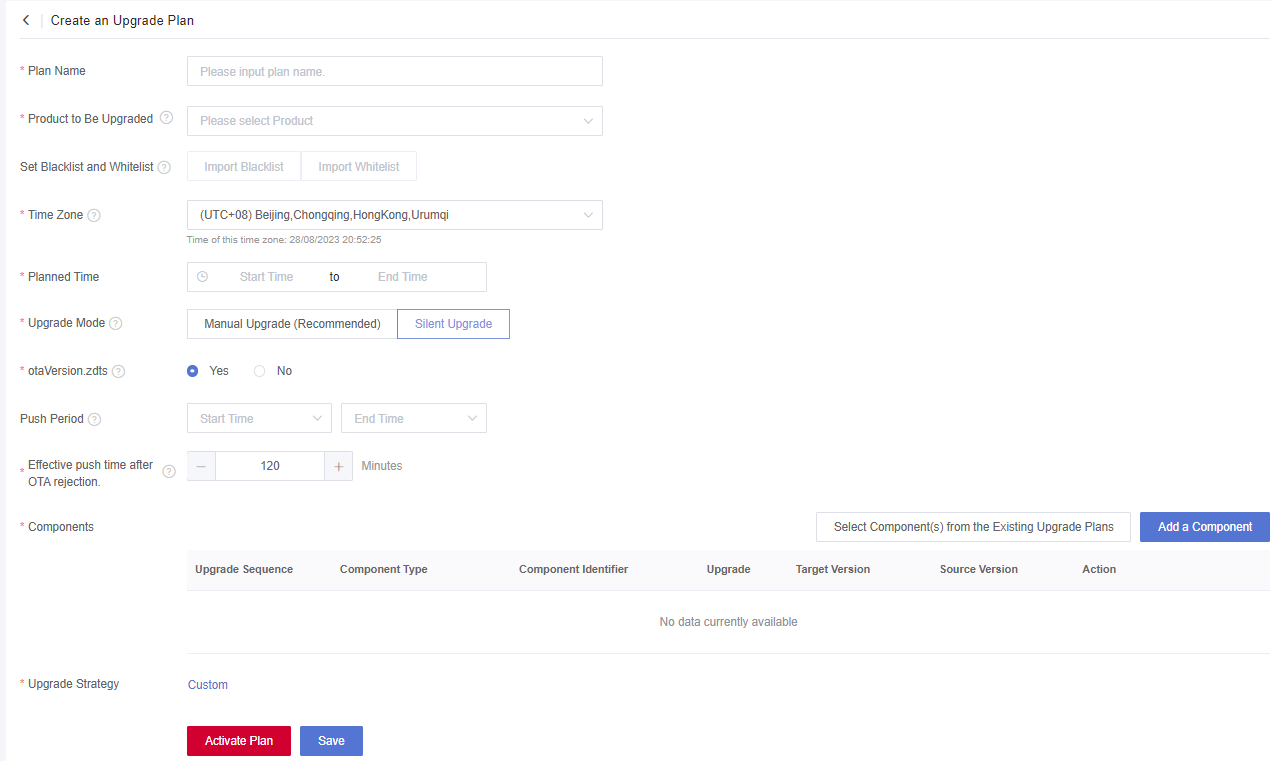 Create an Upgrade Plan
* Plan Name
Please input plan name.
* Product to Be Upgraded ?
Please select Product
Set Blacklist and Whitelist ?
Import Blacklist
Import Whitelist
* Time Zone ?
(UTC+08) Beijing,Chongqing,HongKong,Urumqi
Time of this time zone: 28/08/2023 20:52:25
* Planned Time
Start Time to End Time
* Upgrade Mode ?
Manual Upgrade (Recommended)
Silent Upgrade
* otaVersion.zdts ?
Yes
No
Push Period ?
Start Time
End Time
* Effective push time after
OTA rejection. ?
− 120 + Minutes
* Components
Select Component(s) from the Existing Upgrade Plans
Add a Component
Upgrade Sequence Component Type Component Identifier Upgrade Target Version Source Version Action
No data currently available
* Upgrade Strategy
Custom
Activate Plan
Save